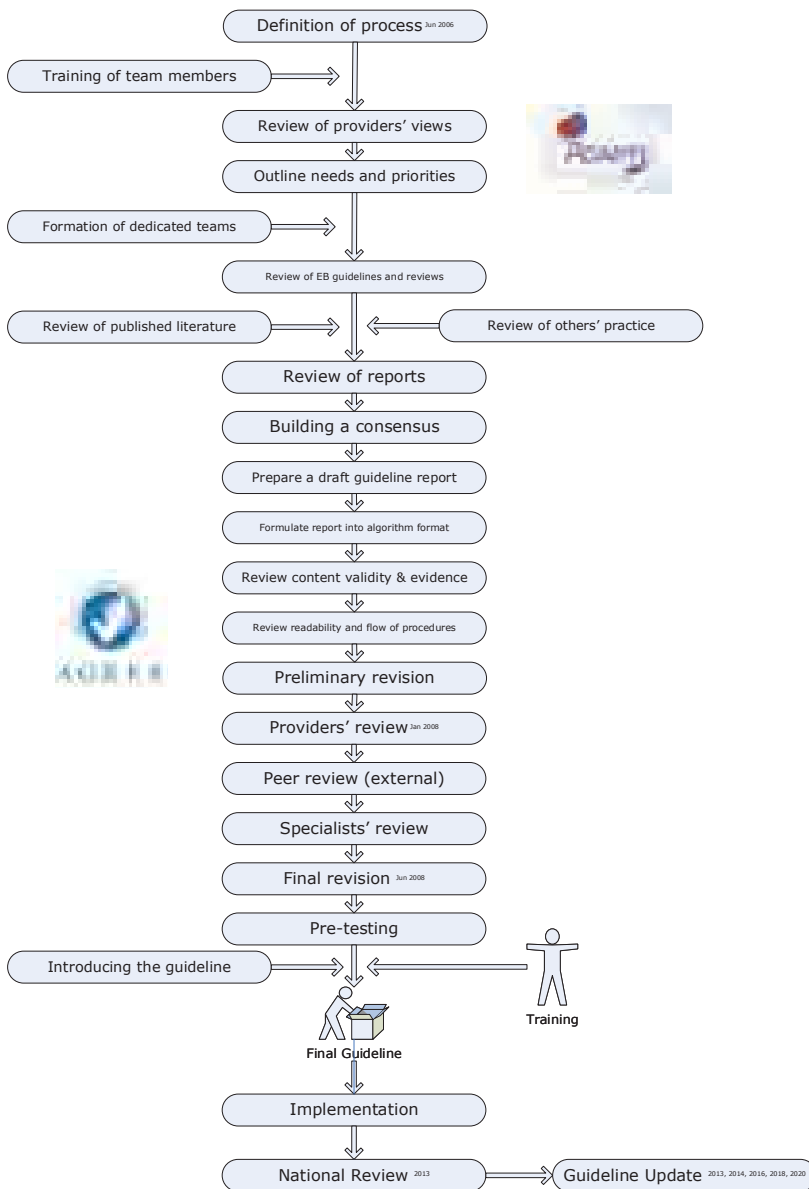 Definition of process Jun 2006
Training of team members
Review of providers' views
Outline needs and priorities
Formation of dedicated teams
Review of EB guidelines and reviews
Review of published literature
Review of others' practice
Review of reports
Building a consensus
Prepare a draft guideline report
Formulate report into algorithm format
Review content validity & evidence
Review readability and flow of procedures
AGREE
Preliminary revision
Providers' review Jan 2008
Peer review (external)
Specialists' review
Final revision Jun 2008
Pre-testing
Introducing the guideline
Training
Final Guideline
Implementation
National Review 2013
Guideline Update 2013, 2014, 2016, 2018, 2020